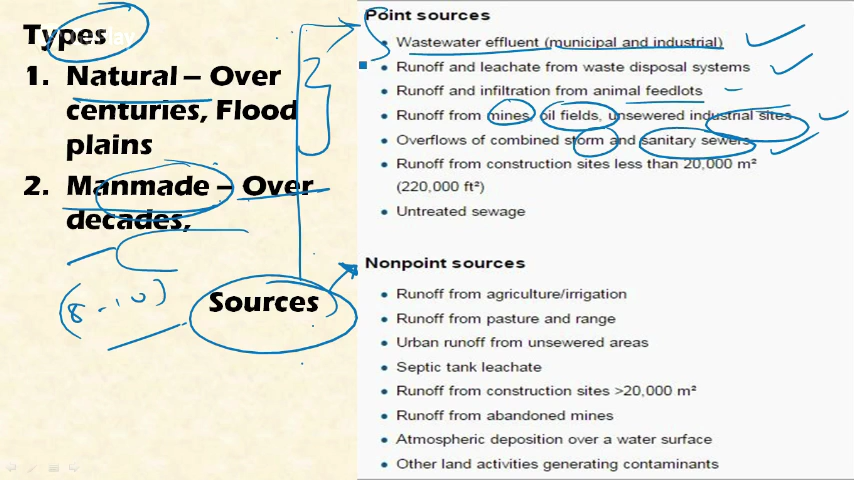 Types
1. Natural – Over
centuries, Flood
plains
2. Manmade – Over
decades,
(8-10)
Sources
Point sources
• Wastewater effluent (municipal and industrial)
• Runoff and leachate from waste disposal systems
• Runoff and infiltration from animal feedlots
• Runoff from mines, oil fields, unsewered industrial sites
• Overflows of combined storm and sanitary sewers
• Runoff from construction sites less than 20,000 m²
(220,000 ft²)
• Untreated sewage
Nonpoint sources
• Runoff from agriculture/irrigation
• Runoff from pasture and range
• Urban runoff from unsewered areas
• Septic tank leachate
• Runoff from construction sites >20,000 m²
• Runoff from abandoned mines
• Atmospheric deposition over a water surface
• Other land activities generating contaminants